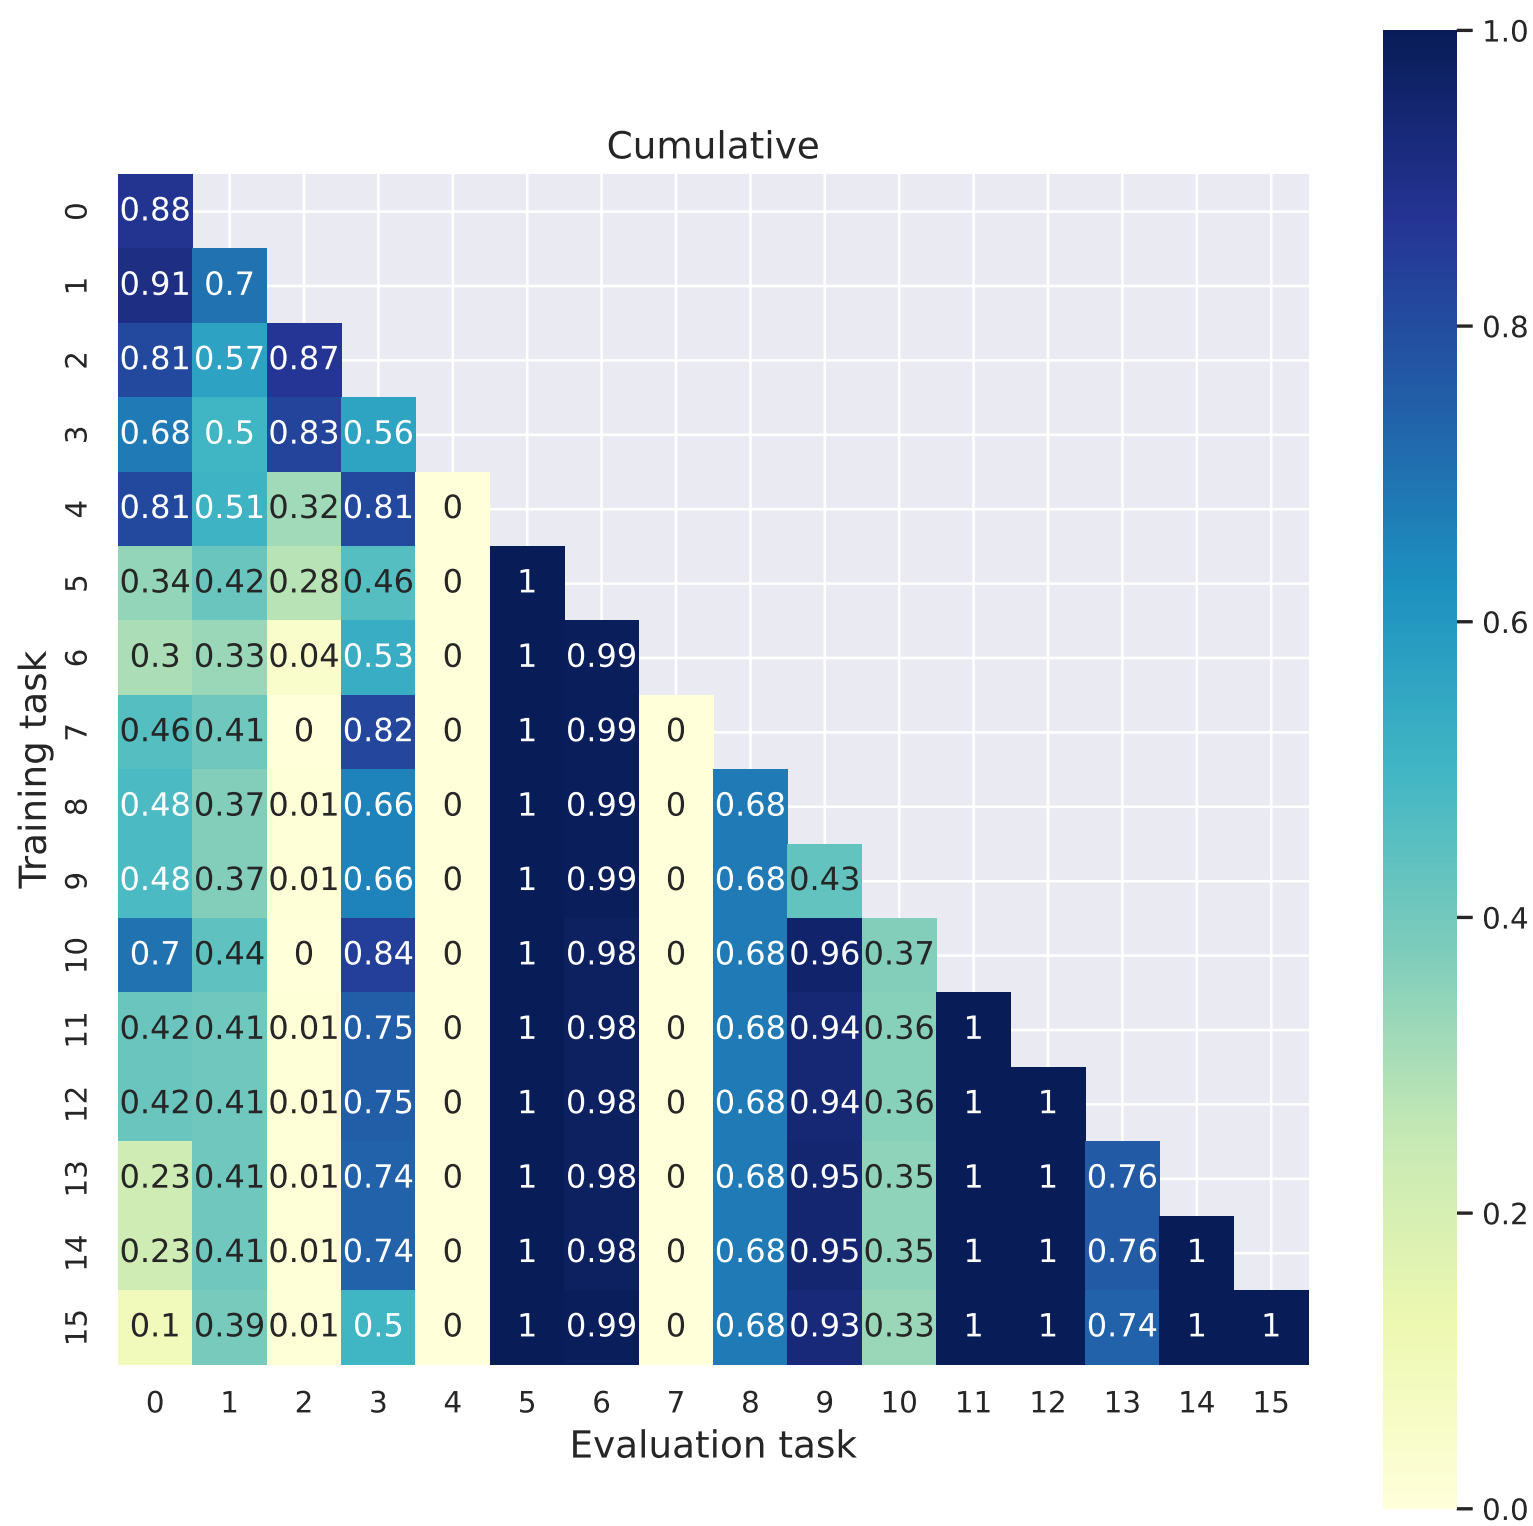 Cumulative
0 0.88
1 0.91 0.7
2 0.81 0.57 0.87
3 0.68 0.5 0.83 0.56
4 0.81 0.51 0.32 0.81 0
5 0.34 0.42 0.28 0.46 0 1
6 0.3 0.33 0.04 0.53 0 1 0.99
7 0.46 0.41 0 0.82 0 1 0.99 0
8 0.48 0.37 0.01 0.66 0 1 0.99 0 0.68
9 0.48 0.37 0.01 0.66 0 1 0.99 0 0.68 0.43
10 0.7 0.44 0 0.84 0 1 0.98 0 0.68 0.96 0.37
11 0.42 0.41 0.01 0.75 0 1 0.98 0 0.68 0.94 0.36 1
12 0.42 0.41 0.01 0.75 0 1 0.98 0 0.68 0.94 0.36 1 1
13 0.23 0.41 0.01 0.74 0 1 0.98 0 0.68 0.95 0.35 1 1 0.76
14 0.23 0.41 0.01 0.74 0 1 0.98 0 0.68 0.95 0.35 1 1 0.76 1
15 0.1 0.39 0.01 0.5 0 1 0.99 0 0.68 0.93 0.33 1 1 0.74 1 1
0 1 2 3 4 5 6 7 8 9 10 11 12 13 14 15
Evaluation task
Training task
1.0
0.8
0.6
0.4
0.2
0.0